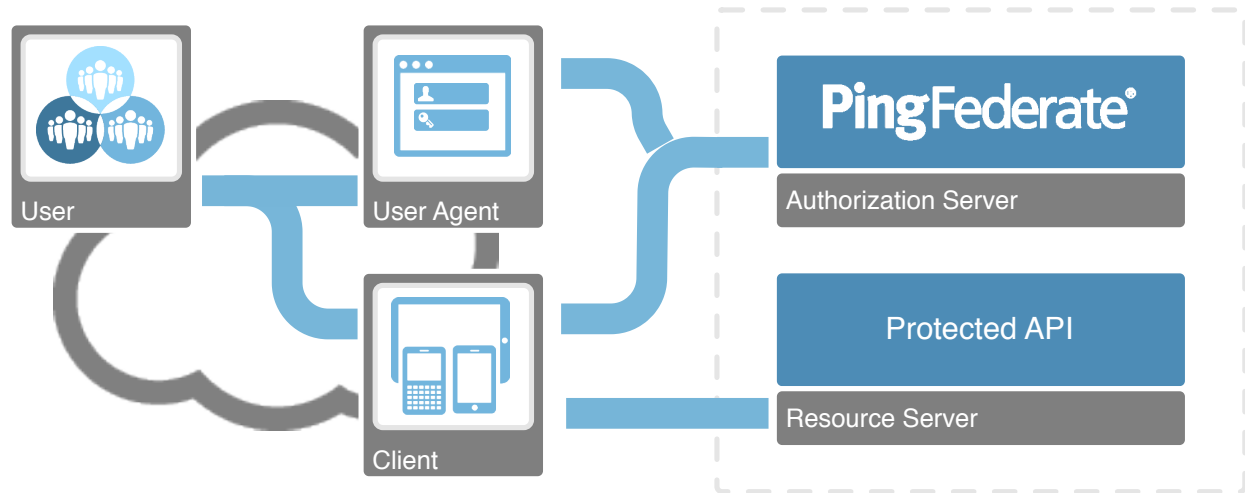 User
User Agent
Client
PingFederate®
Authorization Server
Protected API
Resource Server